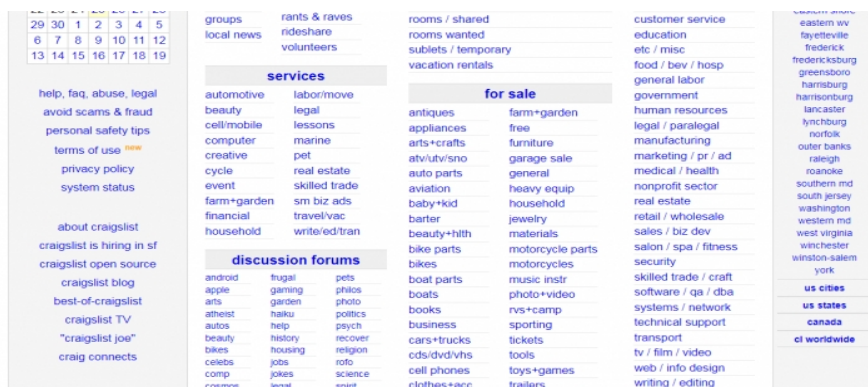 29 30 1 2 3 4 5
6 7 8 9 10 11 12
13 14 15 16 17 18 19
help, faq, abuse, legal
avoid scams & fraud
personal safety tips
terms of use new
privacy policy
system status
about craigslist
craigslist is hiring in sf
craigslist open source
craigslist blog
best-of-craigslist
craigslist TV
"craigslist joe"
craig connects
groups
local news
rants & raves
rideshare
volunteers
services
automotive
beauty
cell/mobile
computer
creative
cycle
event
farm+garden
financial
household
labor/move
legal
lessons
marine
pet
real estate
skilled trade
sm biz ads
travel/vac
write/ed/tran
discussion forums
android
apple
arts
atheist
autos
beauty
bikes
celebs
comp
cosmos
frugal
gaming
garden
haiku
help
history
housing
jobs
jokes
legal
pets
philos
photo
politics
psych
recover
religion
rofo
science
spirit
rooms / shared
rooms wanted
sublets / temporary
vacation rentals
for sale
antiques
appliances
arts+crafts
atv/utv/sno
auto parts
aviation
baby+kid
barter
beauty+hlth
bike parts
bikes
boat parts
boats
books
business
cars+trucks
cds/dvd/vhs
cell phones
clothes+acc
farm+garden
free
furniture
garage sale
general
heavy equip
household
jewelry
materials
motorcycle parts
motorcycles
music instr
photo+video
rvs+camp
sporting
tickets
tools
toys+games
trailers
customer service
education
etc / misc
food / bev / hosp
general labor
government
human resources
legal / paralegal
manufacturing
marketing / pr / ad
medical / health
nonprofit sector
real estate
retail / wholesale
sales / biz dev
salon / spa / fitness
security
skilled trade / craft
software / qa / dba
systems / network
technical support
transport
tv / film / video
web / info design
writing / editing
eastern wv
fayetteville
frederick
fredericksburg
greensboro
harrisburg
harrisonburg
lancaster
lynchburg
norfolk
outer banks
raleigh
roanoke
southern md
south jersey
washington
western md
west virginia
winchester
winston-salem
york
us cities
us states
canada
cl worldwide